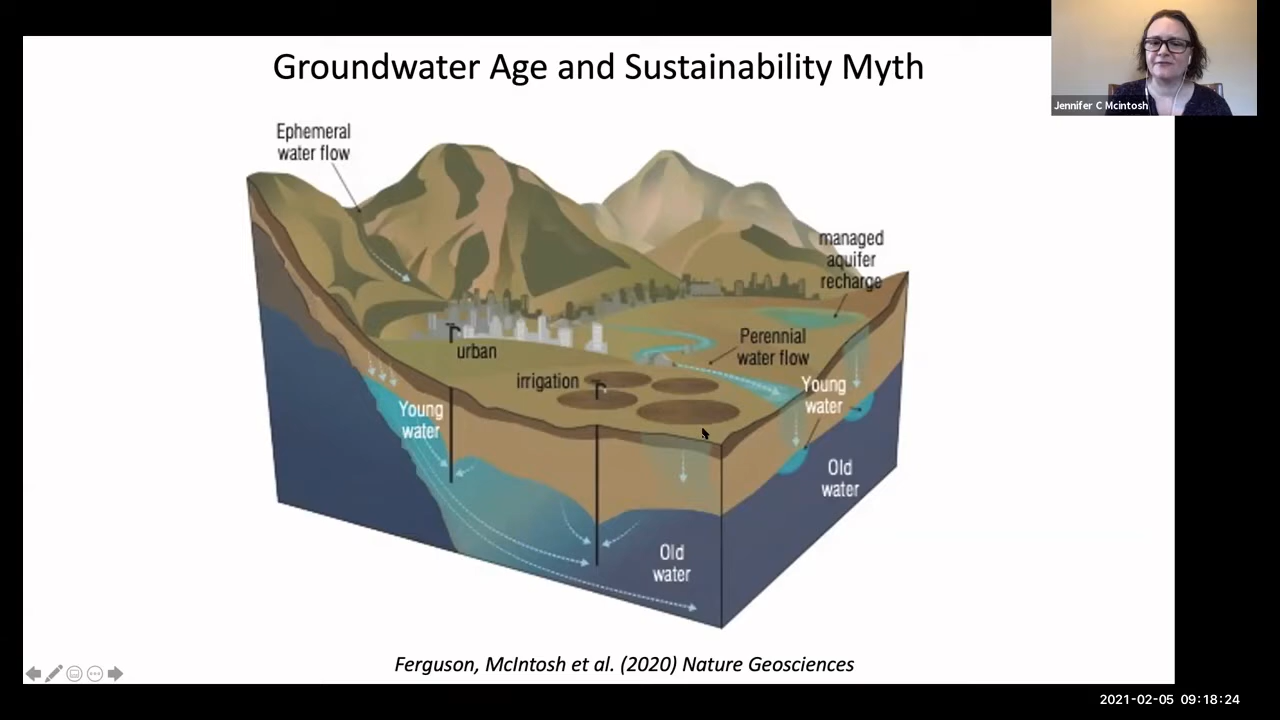 Groundwater Age and Sustainability Myth
Jennifer C Mcintosh
Ephemeral
water flow
managed
aquifer
recharge
urban
Perennial
water flow
irrigation
Young
water
Young
water
Old
water
Old
water
Ferguson, McIntosh et al. (2020) Nature Geosciences
2021-02-05 09:18:24